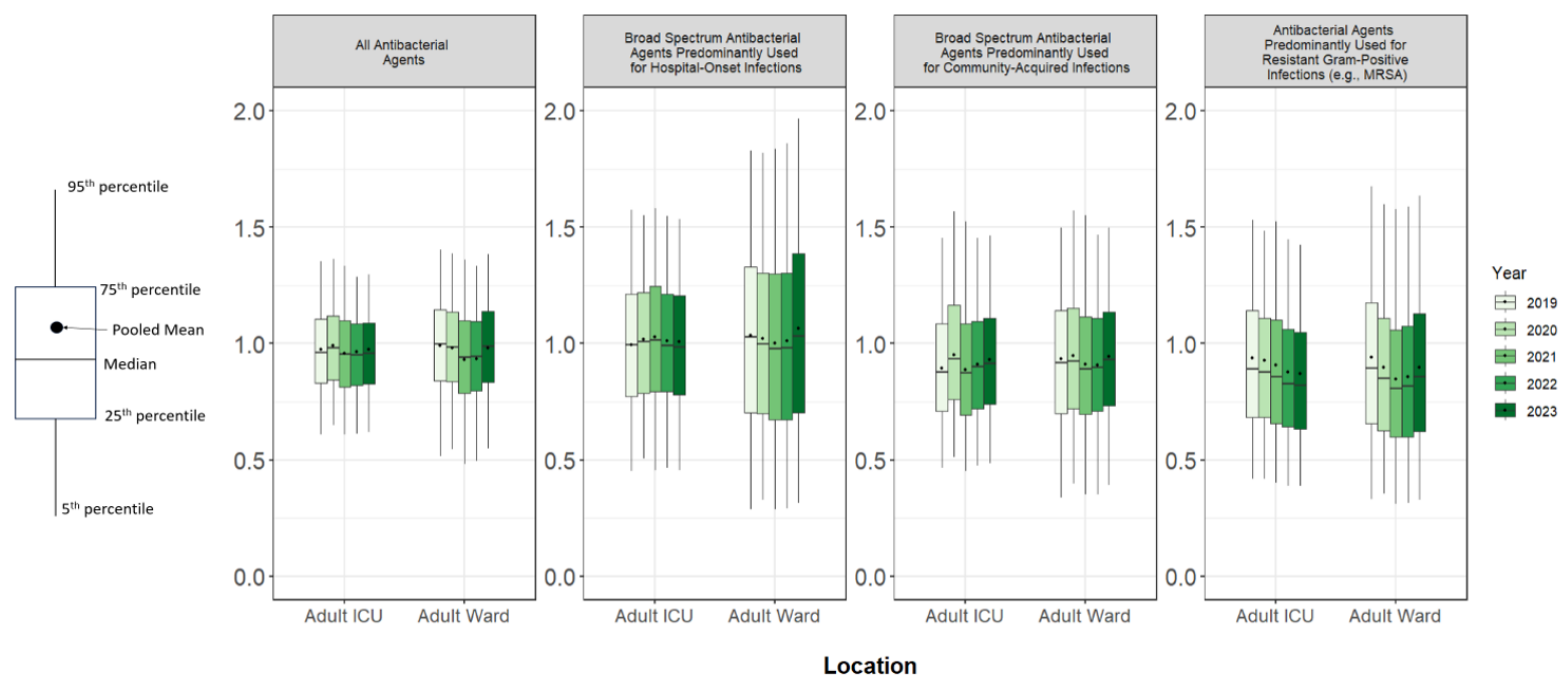 95th percentile
75th percentile
Pooled Mean
Median
25th percentile
5th percentile
All Antibacterial
Agents
2.0
1.5
1.0
0.5
0.0
Adult ICU
Adult Ward
Broad Spectrum Antibacterial
Agents Predominantly Used
for Hospital-Onset Infections
2.0
1.5
1.0
0.5
0.0
Adult ICU
Adult Ward
Broad Spectrum Antibacterial
Agents Predominantly Used
for Community-Acquired Infections
2.0
1.5
1.0
0.5
0.0
Adult ICU
Adult Ward
Antibacterial Agents
Predominantly Used for
Resistant Gram-Positive
Infections (e.g., MRSA)
2.0
1.5
1.0
0.5
0.0
Adult ICU
Adult Ward
Location
Year
2019
2020
2021
2022
2023